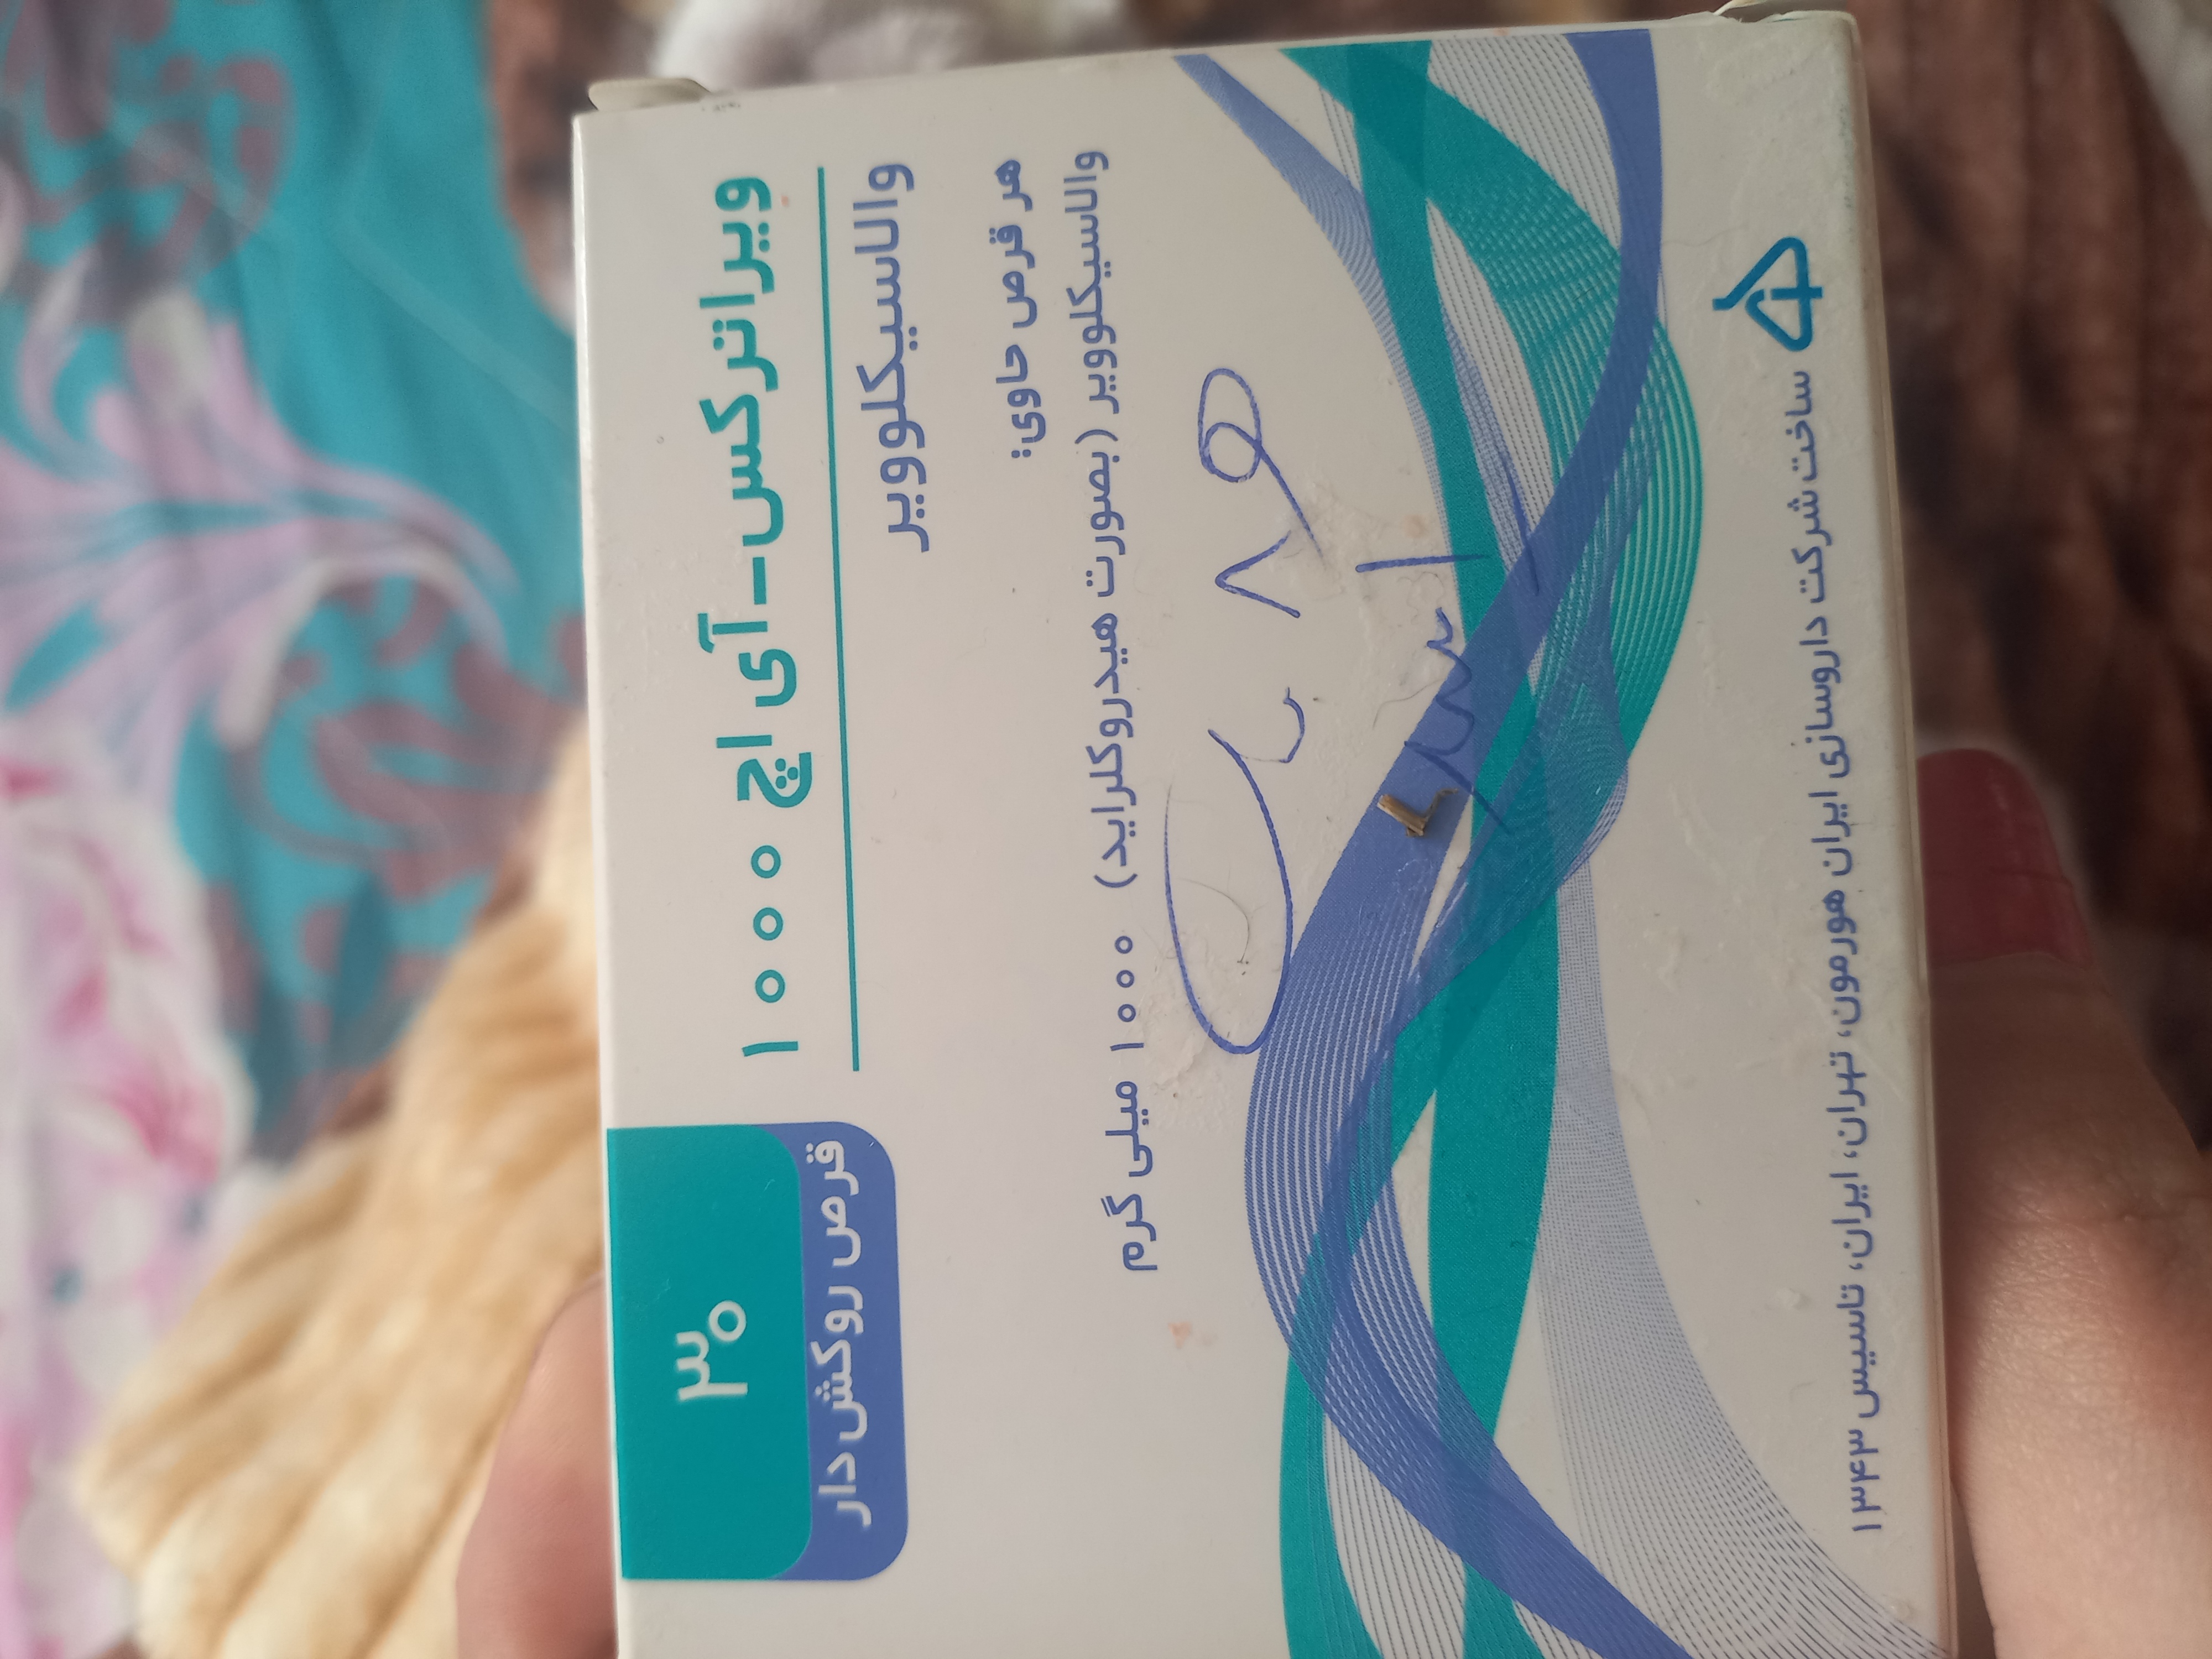 ویراترکس-آی اچ ۱۰۰۰
والاسیکلوویر
۳۰
قرص روکش دار
هر قرص حاوی:
والاسیکلوویر (بصورت هیدروکلراید) ۱۰۰۰ میلی گرم
ساخت شرکت داروسازی ایران هورمون، تهران، ایران، تاسیس ۱۳۴۳